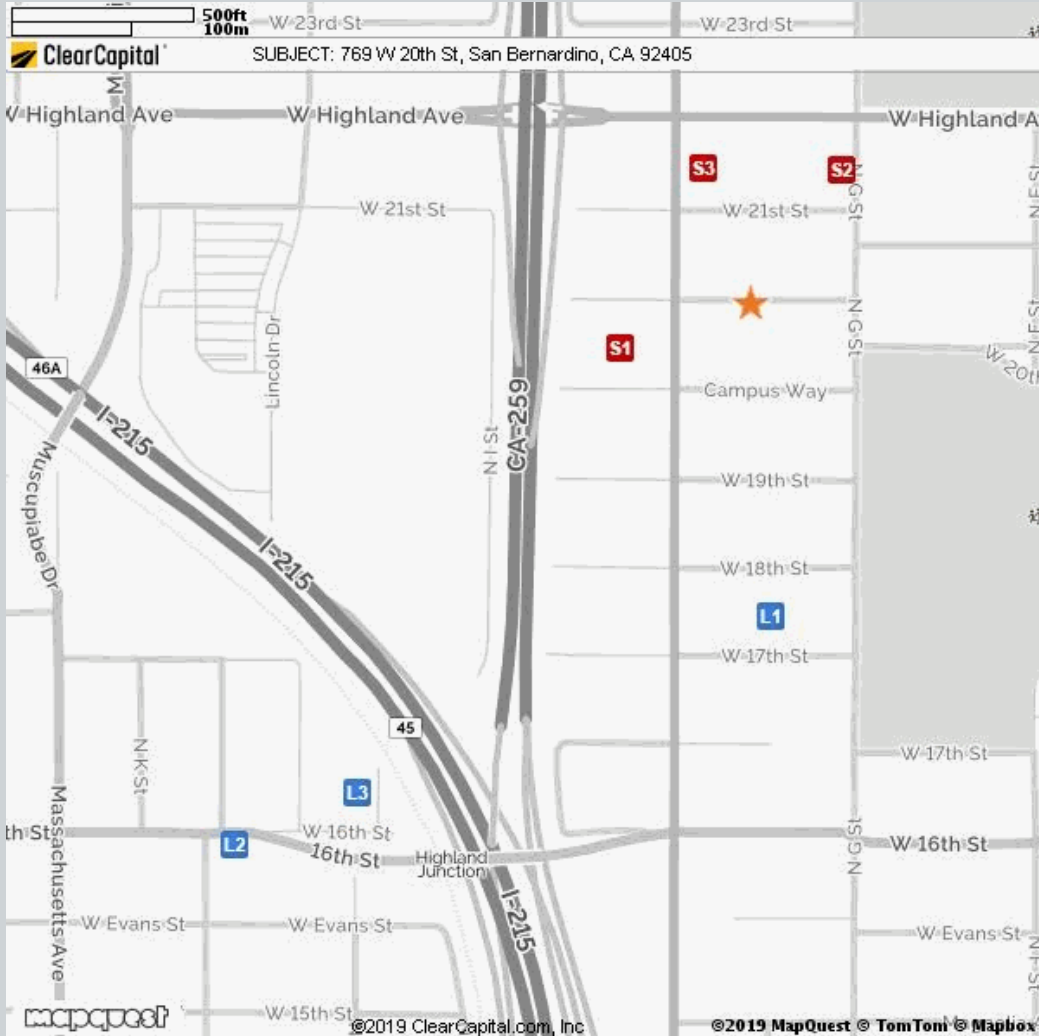 500ft
100m
W 23rd St
W 23rd St
ClearCapital
SUBJECT: 769 W 20th St, San Bernardino, CA 92405
W Highland Ave
W Highland Ave
W Highland A
S3
S2
N G St
N F St
W 21st St
W 21st St
N G St
N F St
S1
W 20th
46A
Lincoln Dr
CA-259
Campus Way
I-215
N I St
W 19th St
Muscupiabe Dr
I-215
W 18th St
L1
W 17th St
45
N K St
W 17th St
L3
Massachusetts Ave
th St
L2
W 16th St
16th St
Highland
Junction
N G St
W 16th St
I-215
W Evans St
W Evans St
W Evans St
mapquest
W 15th St
©2019 ClearCapital.com, Inc
©2019 MapQuest © TomTom © Mapbox